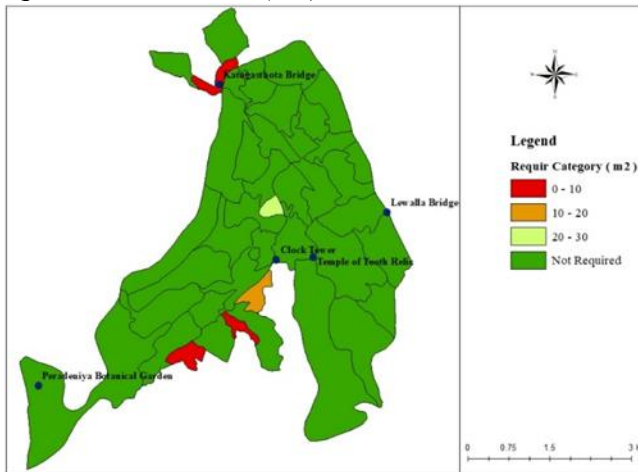 Katugasthota Bridge
Lewalla Bridge
Clock Tower
Temple of Tooth Relic
Peradeniya Botanical Garden
N
W
E
S
Legend
Requir Category ( m2 )
0 - 10
10 - 20
20 - 30
Not Required
0 0.75 1.5